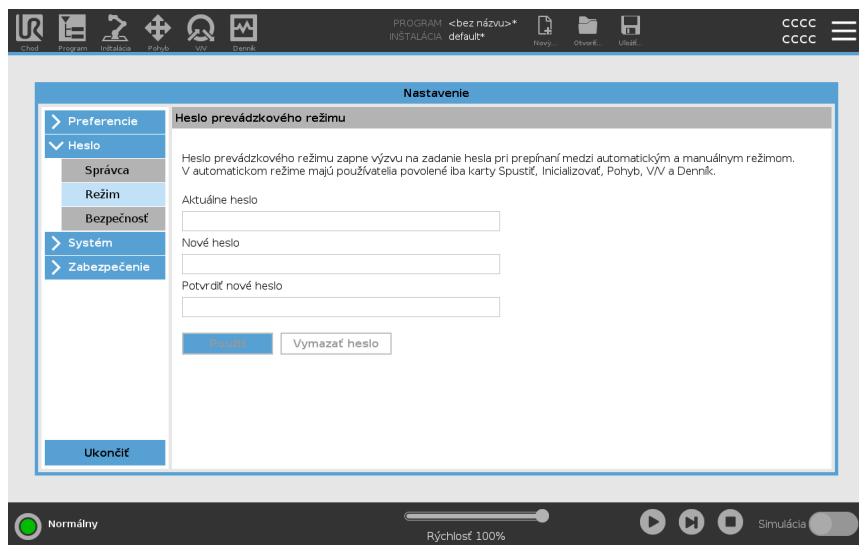 PROGRAM <bez názvu>*
INŠTALÁCIA default*
Chod Program Inštalácia Pohyb V/V Denník
Nový... Otvoriť... Uložiť...
CCCC
CCCC
Nastavenie
Preferencie
Heslo
Správca
Režim
Bezpečnosť
Systém
Zabezpečenie
Ukončiť
Heslo prevádzkového režimu
Heslo prevádzkového režimu zapne výzvu na zadanie hesla pri prepínaní medzi automatickým a manuálnym režimom.
V automatickom režime majú používatelia povolené iba karty Spustiť, Inicializovať, Pohyb, V/V a Denník.
Aktuálne heslo
Nové heslo
Potvrdiť nové heslo
Použiť Vymazať heslo
Normálny
Rýchlosť 100%
Simulácia